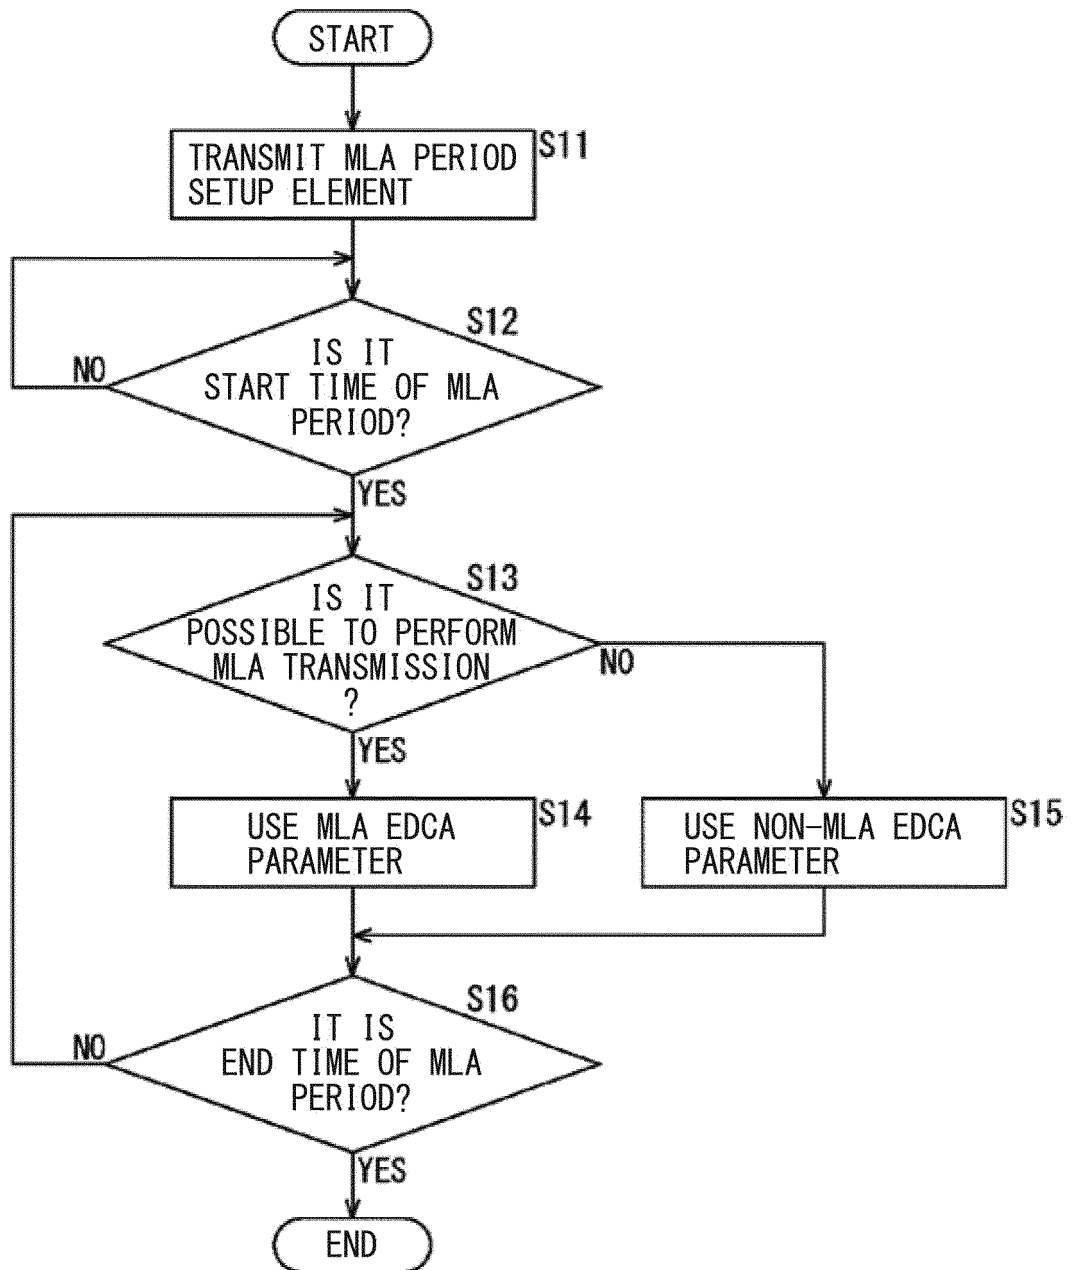 START
S11
TRANSMIT MLA PERIOD
SETUP ELEMENT
S12
IS IT
START TIME OF MLA
PERIOD?
NO
YES
S13
IS IT
POSSIBLE TO PERFORM
MLA TRANSMISSION
?
NO
YES
S14
USE MLA EDCA
PARAMETER
S15
USE NON-MLA EDCA
PARAMETER
S16
IT IS
END TIME OF MLA
PERIOD?
NO
YES
END